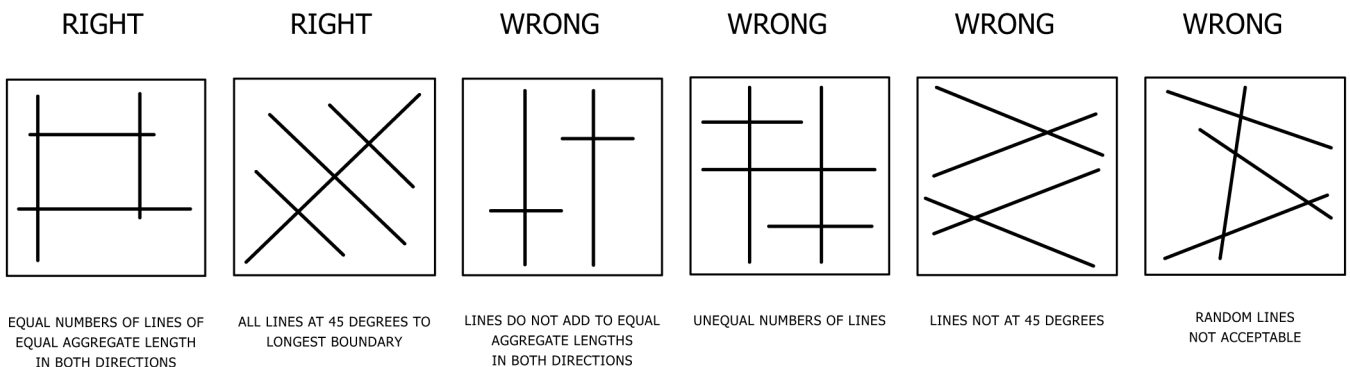 RIGHT
RIGHT
WRONG
WRONG
WRONG
WRONG
EQUAL NUMBERS OF LINES OF
EQUAL AGGREGATE LENGTH
IN BOTH DIRECTIONS
ALL LINES AT 45 DEGREES TO
LONGEST BOUNDARY
LINES DO NOT ADD TO EQUAL
AGGREGATE LENGTHS
IN BOTH DIRECTIONS
UNEQUAL NUMBERS OF LINES
LINES NOT AT 45 DEGREES
RANDOM LINES
NOT ACCEPTABLE